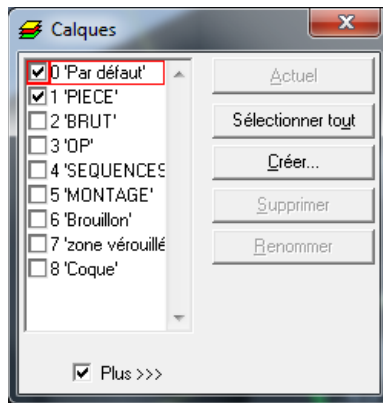 Calques
0 'Par défaut'
1 'PIECE'
2 'BRUT'
3 'OP'
4 'SEQUENCES
5 'MONTAGE'
6 'Brouillon'
7 'zone vérouillé
8 'Coque'
Actuel
Sélectionner tout
Créer...
Supprimer
Renommer
Plus >>>